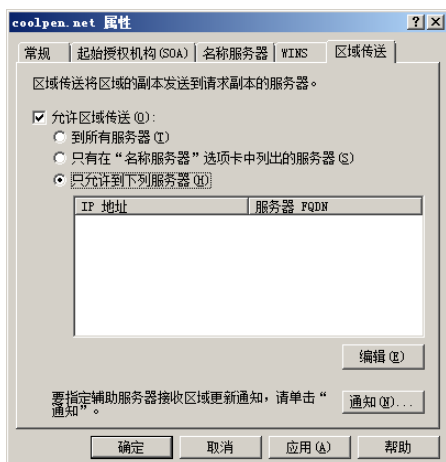 coolpen.net 属性
常规 起始授权机构(SOA) 名称服务器 WINS 区域传送
区域传送将区域的副本发送到请求副本的服务器。
允许区域传送(O):
到所有服务器(T)
只有在“名称服务器”选项卡中列出的服务器(S)
只允许到下列服务器(H)
IP 地址 服务器 FQDN
编辑(E)
要指定辅助服务器接收区域更新通知，请单击“
通知”。
通知(N)...
确定 取消 应用(A) 帮助